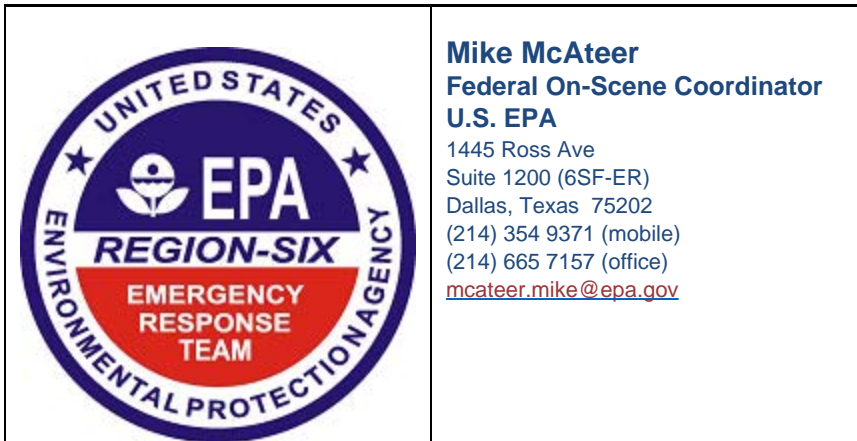 UNITED STATES
ENVIRONMENTAL PROTECTION AGENCY
EPA
REGION-SIX
EMERGENCY
RESPONSE
TEAM
Mike McAteer
Federal On-Scene Coordinator
U.S. EPA
1445 Ross Ave
Suite 1200 (6SF-ER)
Dallas, Texas  75202
(214) 354 9371 (mobile)
(214) 665 7157 (office)
mcateer.mike@epa.gov